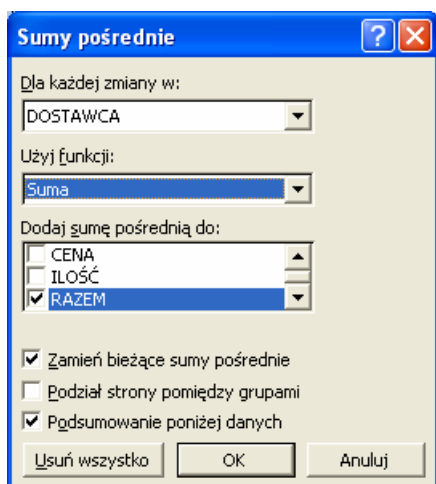 Sumy pośrednie
Dla każdej zmiany w:
DOSTAWCA
Użyj funkcji:
Suma
Dodaj sumę pośrednią do:
CENA
ILOŚĆ
RAZEM
Zamień bieżące sumy pośrednie
Podział strony pomiędzy grupami
Podsumowanie poniżej danych
Usuń wszystko OK Anuluj